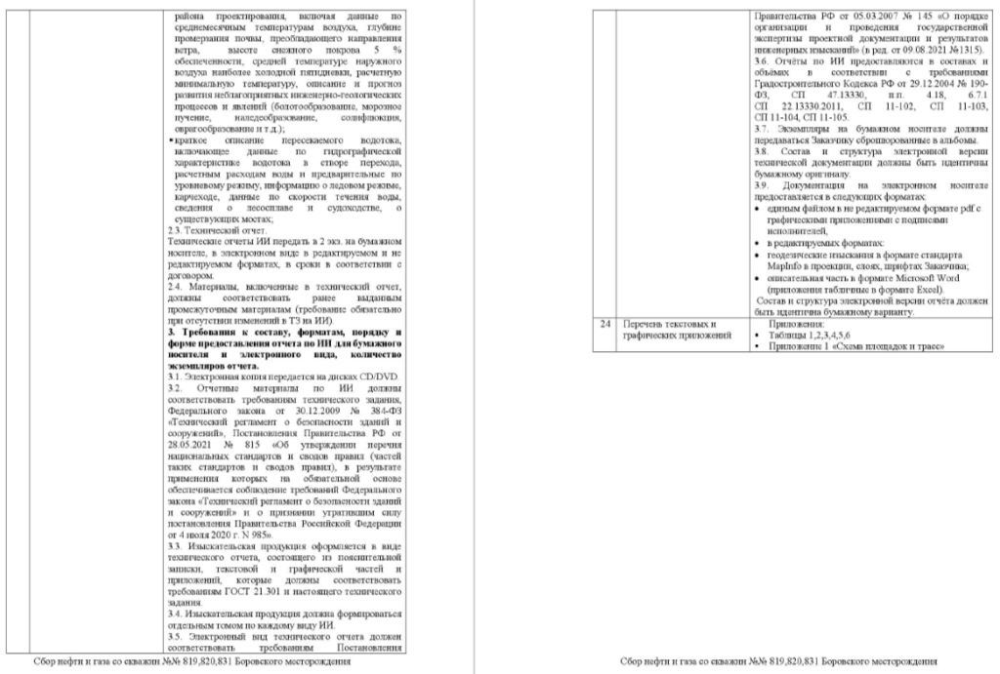 района проектирования, включая данные по
среднемесячным температурам воздуха, глубине
промерзания почвы, преобладающего направления
ветра, высоте снежного покрова 5 %
обеспеченности, средней температуре наружного
воздуха наиболее холодной пятидневки, расчетную
минимальную температуру, описание и прогноз
развития неблагоприятных инженерно-геологических
процессов и явлений (болотообразование, морозное
пучение, наледеобразование, солифлюкция,
оврагообразование и т.д.);
▪краткое описание пересекаемого водотока,
включающее данные по гидрографической
характеристике водотока в створе перехода,
расчетным расходам воды и предварительные по
уровневому режиму, информацию о ледовом режиме,
карчеходе, данные по скорости течения воды,
сведения о лесосплаве и судоходстве, о
существующих мостах;
2.3. Технический отчет.
Технические отчеты ИИ передать в 2 экз. на бумажном
носителе, в электронном виде в редактируемом и не
редактируемом форматах, в сроки в соответствии с
договором.
2.4. Материалы, включенные в технический отчет,
должны соответствовать ранее выданным
промежуточным материалам (требование обязательно
при отсутствии изменений в ТЗ на ИИ)
3. Требования к составу, форматам, порядку и
форме предоставления отчета по ИИ для бумажного
носителя и электронного вида, количество
экземпляров отчета.
3.1. Электронная копия передается на дисках CD/DVD.
3.2. Отчетные материалы по ИИ должны
соответствовать требованиям технического задания,
Федерального закона от 30.12.2009 № 384-ФЗ
«Технический регламент о безопасности зданий и
сооружений», Постановления Правительства РФ от
28.05.2021 № 815 «Об утверждении перечня
национальных стандартов и сводов правил (частей
таких стандартов и сводов правил), в результате
применения которых на обязательной основе
обеспечивается соблюдение требований Федерального
закона «Технический регламент о безопасности зданий
и сооружений» и о признании утратившим силу
постановления Правительства Российской Федерации
от 4 июля 2020 г. N 985».
3.3. Изыскательская продукция оформляется в виде
технического отчета, состоящего из пояснительной
записки, текстовой и графической частей и
приложений, которые должны соответствовать
требованиям ГОСТ 21.301 и настоящего технического
задания.
3.4. Изыскательская продукция должна формироваться
отдельным томом по каждому виду ИИ.
3.5. Электронный вид технического отчета должен
соответствовать требованиям Постановления
Сбор нефти и газа со скважин №№ 819,820,831 Боровского месторождения
Правительства РФ от 05.03.2007 № 145 «О порядке
организации и проведения государственной
экспертизы проектной документации и результатов
инженерных изысканий» (в ред. от 09.08.2021 №1315).
3.6. Отчёты по ИИ предоставляются в составах и
объёмах в соответствии с требованиями
Градостроительного Кодекса РФ от 29.12.2004 № 190-
ФЗ, СП 47.13330, п.п. 4.18, 6.7.1
СП 22.13330.2011, СП 11-102, СП 11-103,
СП 11-104, СП 11-105.
3.7. Экземпляры на бумажном носителе должны
передаваться Заказчику сброшюрованные в альбомы.
3.8. Состав и структура электронной версии
технической документации должны быть идентичны
бумажному оригиналу.
3.9. Документация на электронном носителе
предоставляется в следующих форматах:
• единым файлом в не редактируемом формате pdf с
графическими приложениями с подписями
исполнителей,
• в редактируемых форматах:
• геодезические изыскания в формате стандарта
MapInfo в проекции, слоях, шрифтах Заказчика;
• описательная часть в формате Microsoft Word
(приложения табличные в формате Excel).
Состав и структура электронной версии отчёта должен
быть идентична бумажному варианту.
24 Перечень текстовых и
графических приложений
Приложения:
• Таблицы 1,2,3,4,5,6
• Приложение 1 «Схема площадок и трасс»
Сбор нефти и газа со скважин №№ 819,820,831 Боровского месторождения